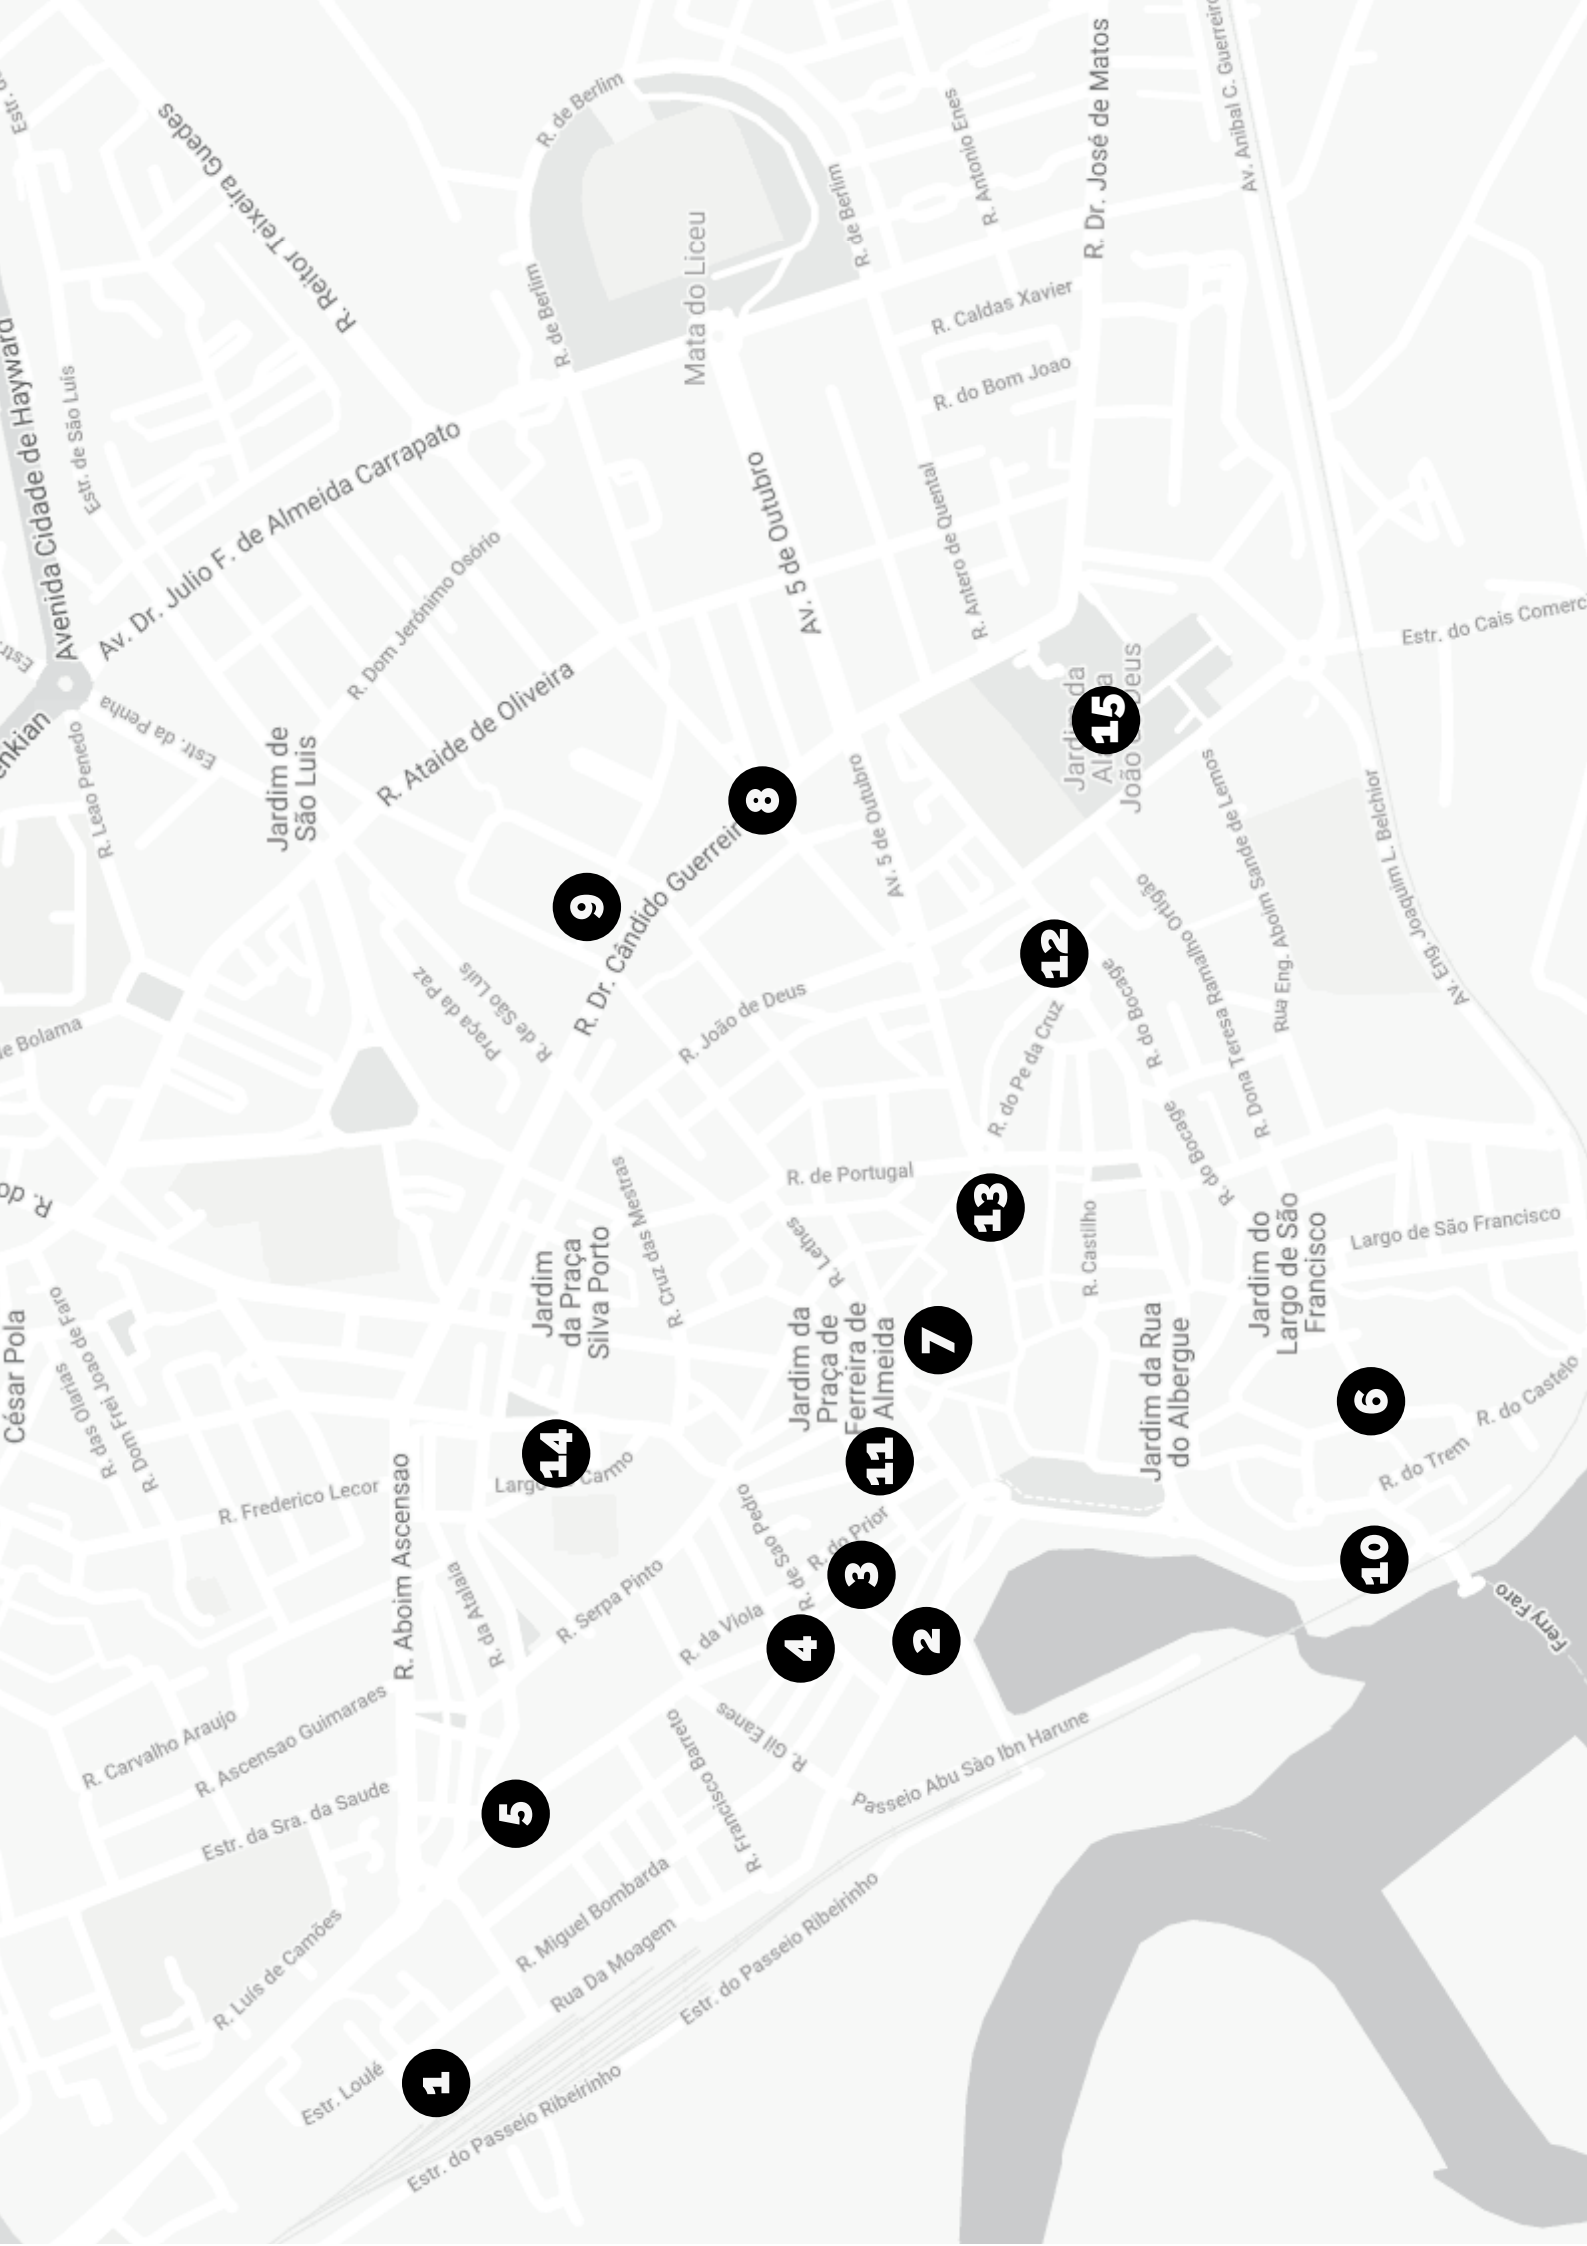 Avenida Cidade de Hayward
Estr. de São Luís
R. Reitor Teixeira Guedes
Av. Dr. Julio F. de Almeida Carrapato
R. Dom Jerónimo Osório
R. Ataide de Oliveira
Estr. da Penha
R. Leao Penedo
Jardim de
São Luis
enkian
Estr.
R. de Berlim
R. de Berlim
R. de Berlim
Mata do Liceu
R. Antonio Enes
R. Dr. José de Matos
Av. Anibal C. Guerreiro
R. Caldas Xavier
R. do Bom Joao
Av. 5 de Outubro
R. Antero de Quental
Estr. do Cais Comerc
Jardim da
João Deus
15
8
9
R. Dr. Cândido Guerreir
Av. 5 de Outubro
12
R. Aboim Sande de Lemos
Rua Eng. Aboim Sande de Lemos
R. Dona Teresa Ramalho Ortigão
Av. Eng. Joaquim L. Belchior
R. do Bocage
R. do Bocage
R. do Pe da Cruz
R. João de Deus
Praça da Paz
R. de São Luís
e Bolama
R. do
R. de Portugal
R. Lethes
R. Cruz das Mestras
13
R. Castilho
Jardim do
Largo de São
Francisco
Largo de São Francisco
Jardim
da Praça
Silva Porto
Jardim da
Praça de
Ferreira de
Almeida
7
Jardim da Rua
do Albergue
6
R. do Castelo
R. do Trem
César Pola
R. das Olarias
R. Dom Frei Joao de Faro
R. Frederico Lecor
R. Aboim Ascensao
14
Largo Carmo
11
R. de Sao Pedro
R. do Prior
3
10
Ferry Faro
R. da Atalaia
R. Serpa Pinto
R. da Viola
4
2
R. Carvalho Araujo
R. Ascensao Guimaraes
Estr. da Sra. da Saude
5
R. Francisco Barreto
R. Gil Eanes
Passeio Abu Sào Ibn Harune
R. Luís de Camões
R. Miguel Bombarda
Rua Da Moagem
Estr. do Passeio Ribeirinho
Estr. Loulé
1
Estr. do Passeio Ribeirinho